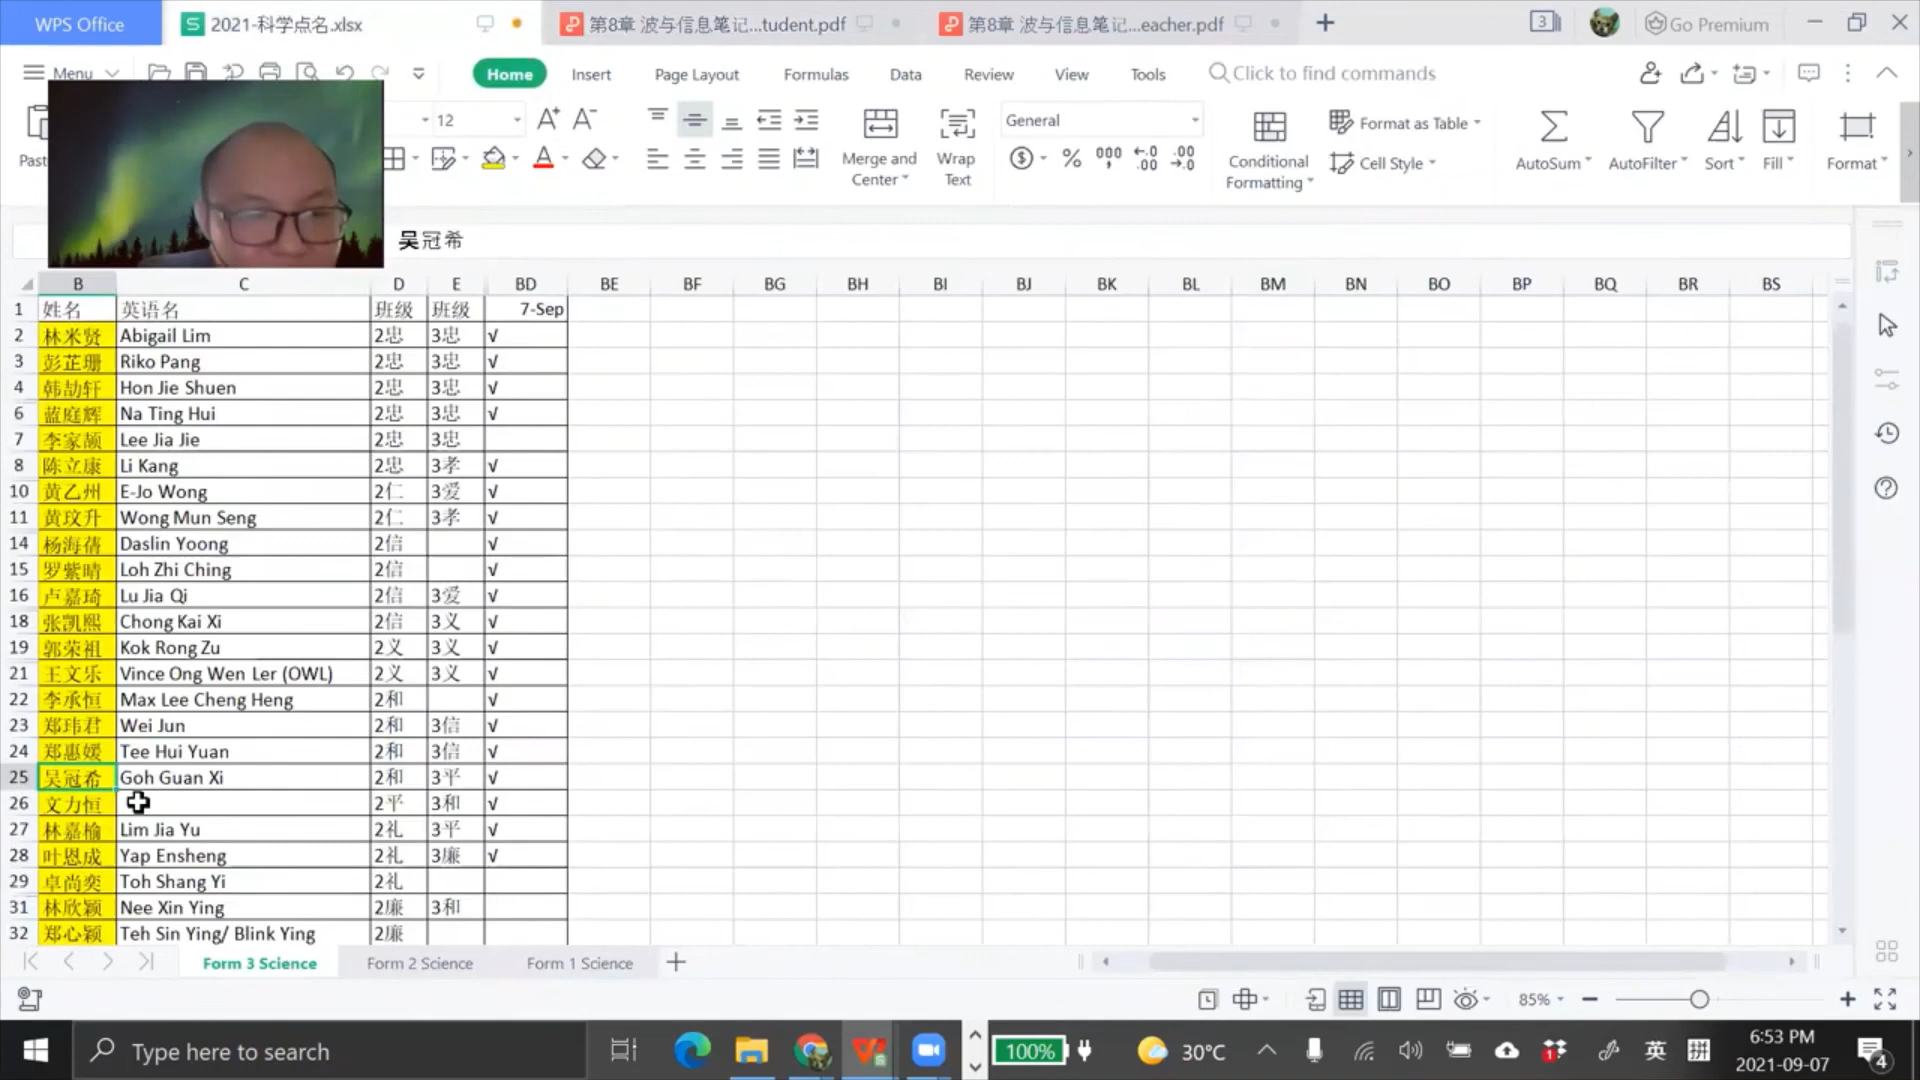 WPS Office
2021-科学点名.xlsx
第8章 波与信息笔记...tudent.pdf
第8章 波与信息笔记...eacher.pdf
3
Go Premium
Menu
Home
Insert
Page Layout
Formulas
Data
Review
View
Tools
Click to find commands
12
General
Merge and Center
Wrap Text
Conditional Formatting
Format as Table
Cell Style
AutoSum
AutoFilter
Sort
Fill
Format
吴冠希
B C D E BD BE BF BG BH BI BJ BK BL BM BN BO BP BQ BR BS
1 姓名 英语名 班级 班级 7-Sep
2 林米贤 Abigail Lim 2忠 3忠 √
3 彭芷珊 Riko Pang 2忠 3忠 √
4 韩劼轩 Hon Jie Shuen 2忠 3忠 √
6 蓝庭辉 Na Ting Hui 2忠 3忠 √
7 李家颉 Lee Jia Jie 2忠 3忠
8 陈立康 Li Kang 2忠 3孝 √
10 黄乙州 E-Jo Wong 2仁 3爱 √
11 黄玟升 Wong Mun Seng 2仁 3孝 √
14 杨海蒨 Daslin Yoong 2信 √
15 罗紫晴 Loh Zhi Ching 2信 √
16 卢嘉琦 Lu Jia Qi 2信 3爱 √
18 张凯熙 Chong Kai Xi 2信 3义 √
19 郭荣祖 Kok Rong Zu 2义 3义 √
21 王文乐 Vince Ong Wen Ler (OWL) 2义 3义 √
22 李承恒 Max Lee Cheng Heng 2和 √
23 郑玮君 Wei Jun 2和 3信 √
24 郑惠媛 Tee Hui Yuan 2和 3信 √
25 吴冠希 Goh Guan Xi 2和 3平 √
26 文力恒 2平 3和 √
27 林嘉榆 Lim Jia Yu 2礼 3平 √
28 叶恩成 Yap Ensheng 2礼 3廉 √
29 卓尚奕 Toh Shang Yi 2礼
31 林欣颖 Nee Xin Ying 2廉 3和
32 郑心颖 Teh Sin Ying/ Blink Ying 2廉
Form 3 Science
Form 2 Science
Form 1 Science
85%
Type here to search
100%
30°C
1
英
拼
6:53 PM
2021-09-07
4